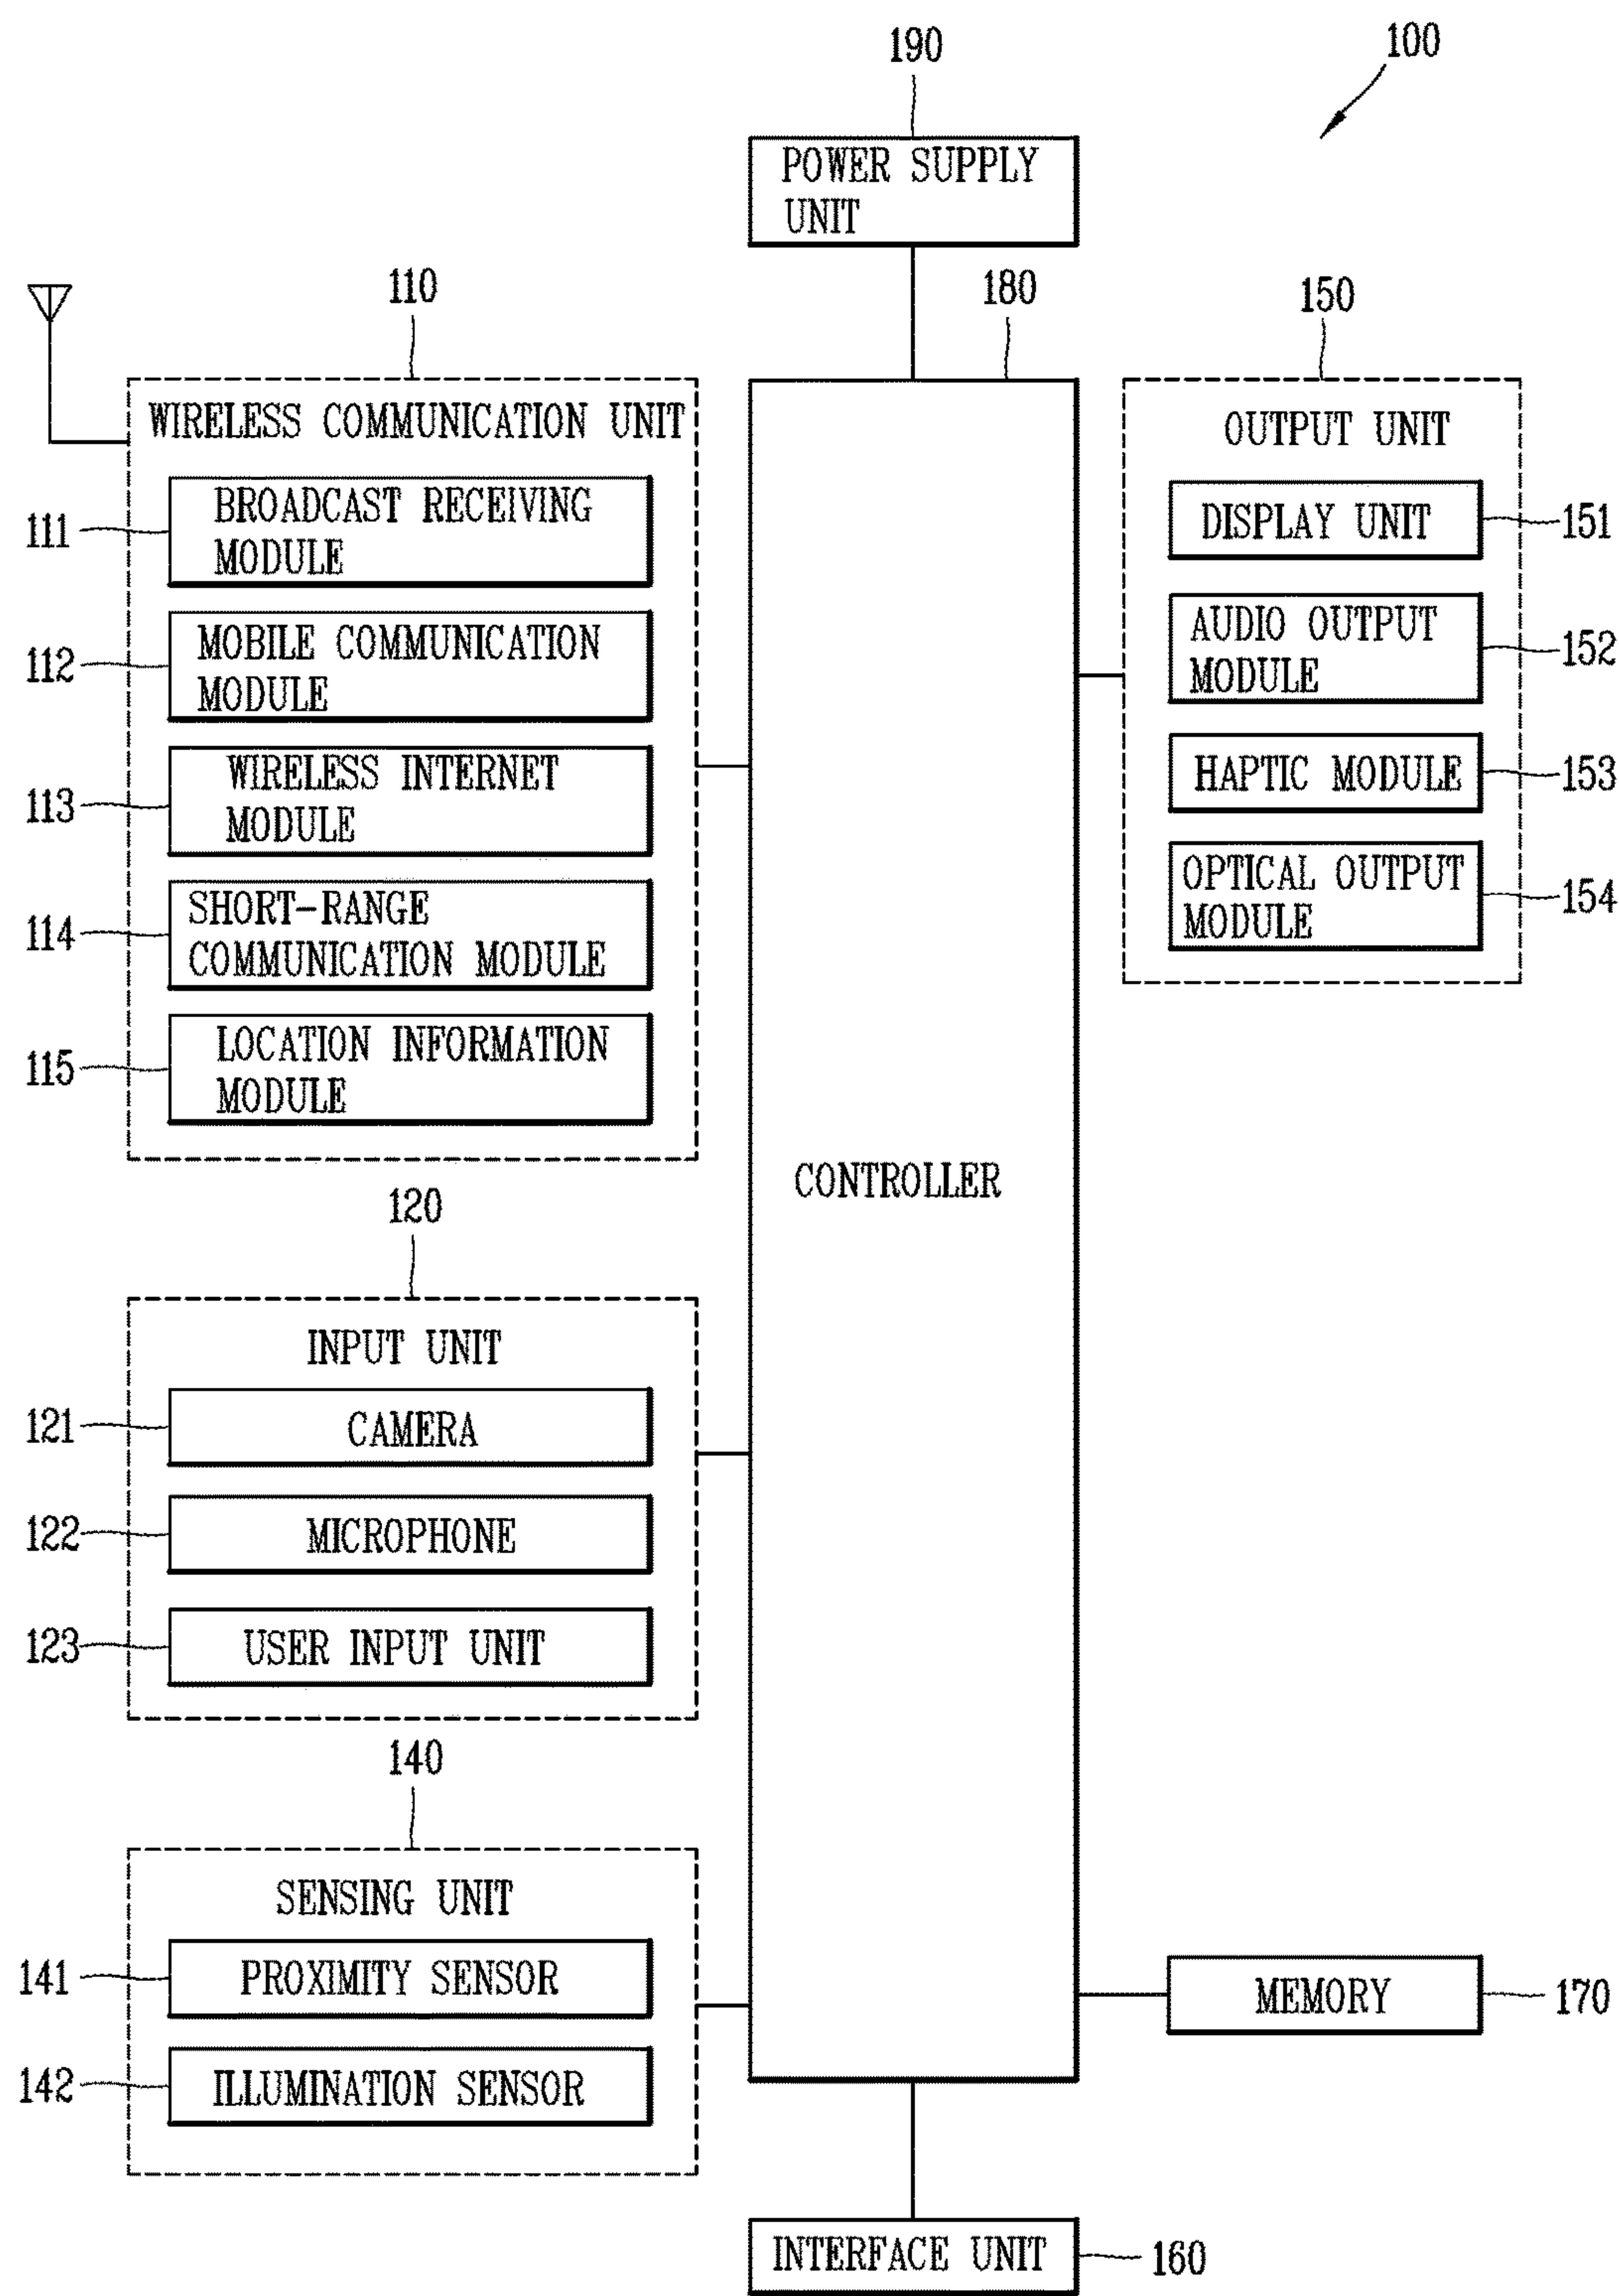 190
100
POWER SUPPLY
UNIT
110
180
150
WIRELESS COMMUNICATION UNIT
111
BROADCAST RECEIVING
MODULE
112
MOBILE COMMUNICATION
MODULE
113
WIRELESS INTERNET
MODULE
114
SHORT-RANGE
COMMUNICATION MODULE
115
LOCATION INFORMATION
MODULE
OUTPUT UNIT
DISPLAY UNIT
151
AUDIO OUTPUT
MODULE
152
HAPTIC MODULE
153
OPTICAL OUTPUT
MODULE
154
CONTROLLER
120
INPUT UNIT
121
CAMERA
122
MICROPHONE
123
USER INPUT UNIT
140
SENSING UNIT
141
PROXIMITY SENSOR
142
ILLUMINATION SENSOR
MEMORY
170
INTERFACE UNIT
160